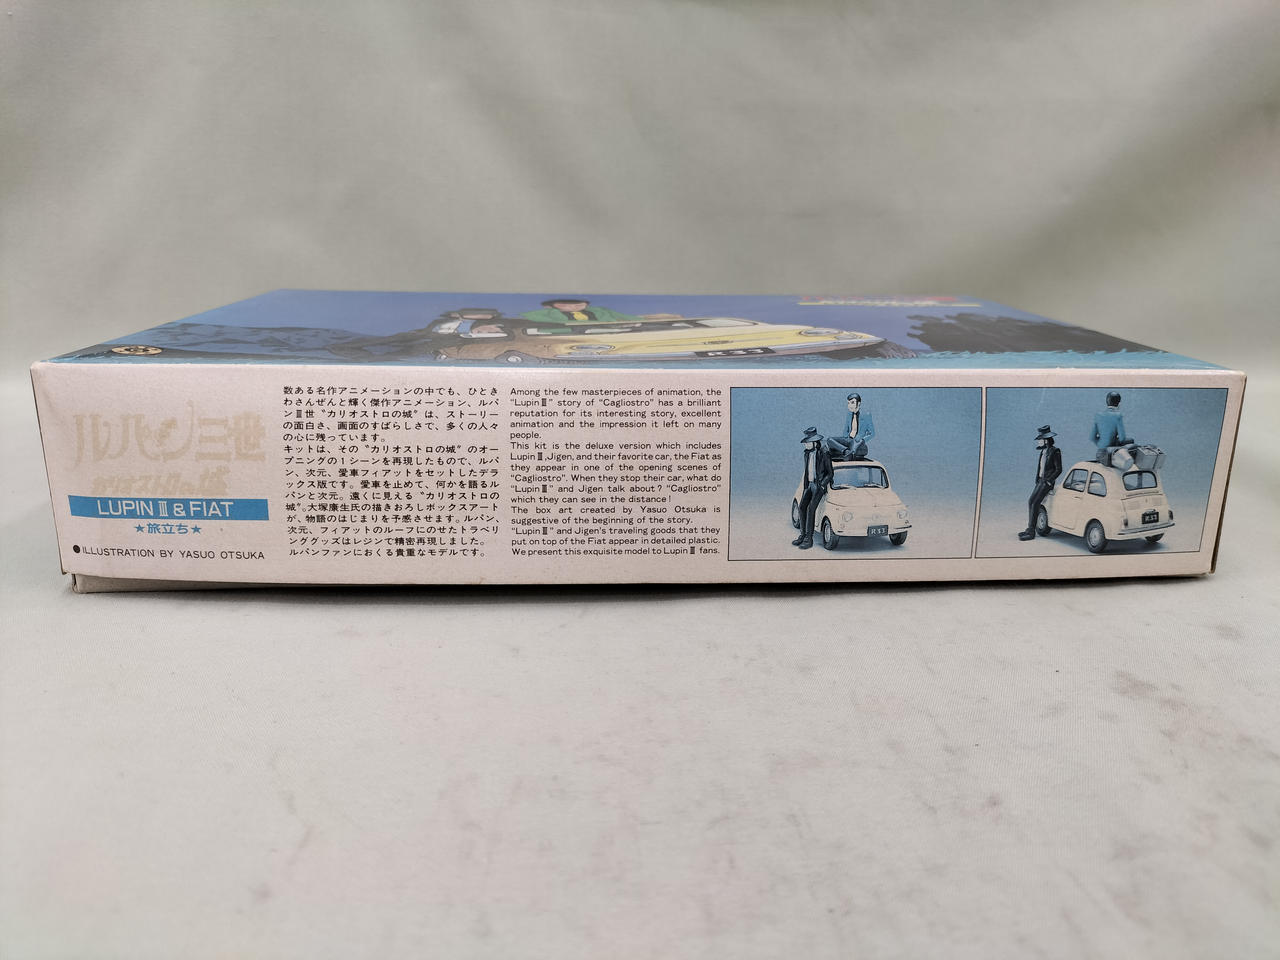 R33
ルパン三世
カリオストロの城
LUPIN Ⅲ & FIAT
★旅立ち★
●ILLUSTRATION BY YASUO OTSUKA
数ある名作アニメーションの中でも、ひとき
わさんぜんと輝く傑作アニメーション、ルパ
ンⅢ世〝カリオストロの城〟は、ストーリー
の面白さ、画面のすばらしさで、多くの人々
の心に残っています。
キットは、その〝カリオストロの城〟のオー
プニングの1シーンを再現したもので、ルパ
ン、次元、愛車フィアットをセットしたデラ
ックス版です。愛車を止めて、何かを語るル
パンと次元。遠くに見える〝カリオストロの
城〟。大塚康生氏の描きおろしボックスアート
が、物語のはじまりを予感させます。ルパン、
次元、フィアットのルーフにのせたトラベリ
ンググッズはレジンで精密再現しました。
ルパンファンにおくる貴重なモデルです。
Among the few masterpieces of animation, the
“Lupin Ⅲ” story of “Cagliostro” has a brilliant
reputation for its interesting story, excellent
animation and the impression it left on many
people.
This kit is the deluxe version which includes
Lupin Ⅲ, Jigen, and their favorite car, the Fiat as
they appear in one of the opening scenes of
“Cagliostro”. When they stop their car, what do
“Lupin Ⅲ” and Jigen talk about? “Cagliostro”
which they can see in the distance!
The box art created by Yasuo Otsuka is
suggestive of the beginning of the story.
“Lupin Ⅲ” and Jigen's traveling goods that they
put on top of the Fiat appear in detailed plastic.
We present this exquisite model to Lupin Ⅲ fans.
R33
R33